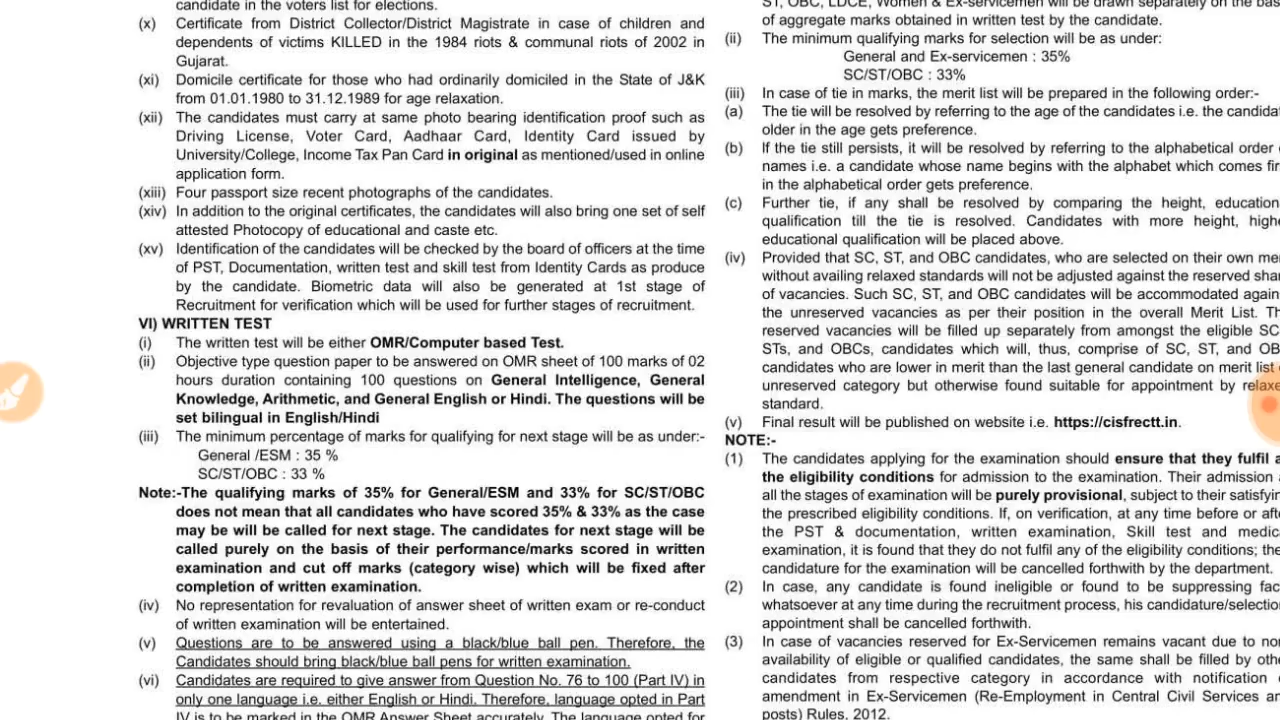 candidate in the voters list for elections.
(x) Certificate from District Collector/District Magistrate in case of children and
dependents of victims KILLED in the 1984 riots & communal riots of 2002 in
Gujarat.
(xi) Domicile certificate for those who had ordinarily domiciled in the State of J&K
from 01.01.1980 to 31.12.1989 for age relaxation.
(xii) The candidates must carry at same photo bearing identification proof such as
Driving License, Voter Card, Aadhaar Card, Identity Card issued by
University/College, Income Tax Pan Card in original as mentioned/used in online
application form.
(xiii) Four passport size recent photographs of the candidates.
(xiv) In addition to the original certificates, the candidates will also bring one set of self
attested Photocopy of educational and caste etc.
(xv) Identification of the candidates will be checked by the board of officers at the time
of PST, Documentation, written test and skill test from Identity Cards as produce
by the candidate. Biometric data will also be generated at 1st stage of
Recruitment for verification which will be used for further stages of recruitment.
VI) WRITTEN TEST
(i) The written test will be either OMR/Computer based Test.
(ii) Objective type question paper to be answered on OMR sheet of 100 marks of 02
hours duration containing 100 questions on General Intelligence, General
Knowledge, Arithmetic, and General English or Hindi. The questions will be
set bilingual in English/Hindi
(iii) The minimum percentage of marks for qualifying for next stage will be as under:-
General /ESM : 35 %
SC/ST/OBC : 33 %
Note:-The qualifying marks of 35% for General/ESM and 33% for SC/ST/OBC
does not mean that all candidates who have scored 35% & 33% as the case
may be will be called for next stage. The candidates for next stage will be
called purely on the basis of their performance/marks scored in written
examination and cut off marks (category wise) which will be fixed after
completion of written examination.
(iv) No representation for revaluation of answer sheet of written exam or re-conduct
of written examination will be entertained.
(v) Questions are to be answered using a black/blue ball pen. Therefore, the
Candidates should bring black/blue ball pens for written examination.
(vi) Candidates are required to give answer from Question No. 76 to 100 (Part IV) in
only one language i.e. either English or Hindi. Therefore, language opted in Part
IV is to be marked in the OMR Answer Sheet accurately. The language opted for
ST, OBC, LDCE, Women & Ex-servicemen will be drawn separately on the bas
of aggregate marks obtained in written test by the candidate.
(ii) The minimum qualifying marks for selection will be as under:
General and Ex-servicemen : 35%
SC/ST/OBC : 33%
(iii) In case of tie in marks, the merit list will be prepared in the following order:-
(a) The tie will be resolved by referring to the age of the candidates i.e. the candida
older in the age gets preference.
(b) If the tie still persists, it will be resolved by referring to the alphabetical order
names i.e. a candidate whose name begins with the alphabet which comes fir
in the alphabetical order gets preference.
(c) Further tie, if any shall be resolved by comparing the height, education
qualification till the tie is resolved. Candidates with more height, highe
educational qualification will be placed above.
(iv) Provided that SC, ST, and OBC candidates, who are selected on their own me
without availing relaxed standards will not be adjusted against the reserved sha
of vacancies. Such SC, ST, and OBC candidates will be accommodated again
the unreserved vacancies as per their position in the overall Merit List. Th
reserved vacancies will be filled up separately from amongst the eligible SC
STs, and OBCs, candidates which will, thus, comprise of SC, ST, and OB
candidates who are lower in merit than the last general candidate on merit list
unreserved category but otherwise found suitable for appointment by relaxe
standard.
(v) Final result will be published on website i.e. https://cisfrectt.in.
NOTE:-
(1) The candidates applying for the examination should ensure that they fulfil a
the eligibility conditions for admission to the examination. Their admission a
all the stages of examination will be purely provisional, subject to their satisfyin
the prescribed eligibility conditions. If, on verification, at any time before or afte
the PST & documentation, written examination, Skill test and medica
examination, it is found that they do not fulfil any of the eligibility conditions; the
candidature for the examination will be cancelled forthwith by the department.
(2) In case, any candidate is found ineligible or found to be suppressing fac
whatsoever at any time during the recruitment process, his candidature/selection
appointment shall be cancelled forthwith.
(3) In case of vacancies reserved for Ex-Servicemen remains vacant due to non
availability of eligible or qualified candidates, the same shall be filled by othe
candidates from respective category in accordance with notification
amendment in Ex-Servicemen (Re-Employment in Central Civil Services an
posts) Rules, 2012.